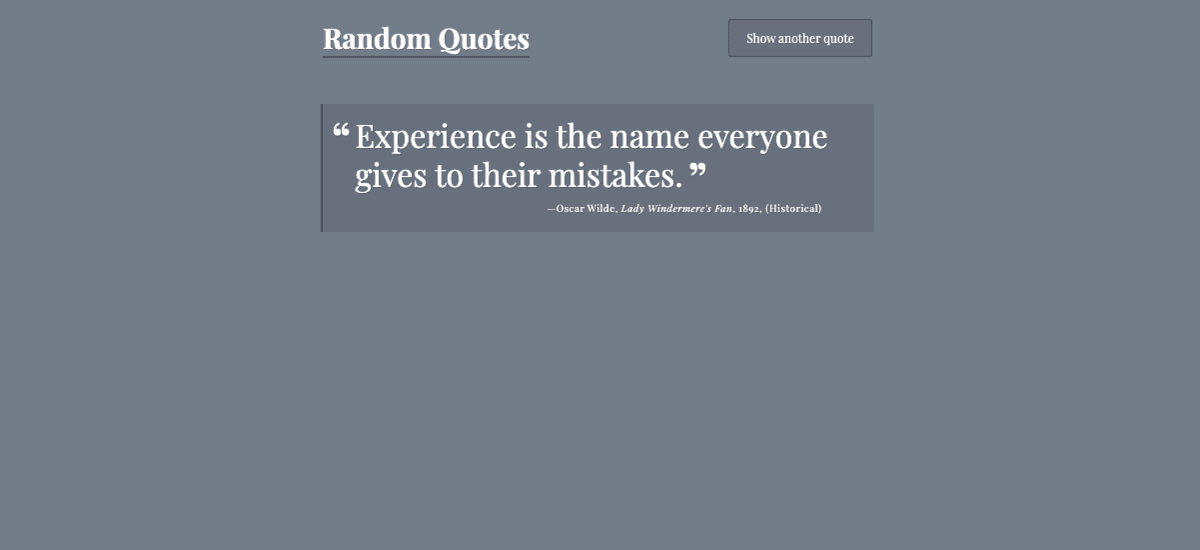 Random Quotes
Show another quote
“Experience is the name everyone
gives to their mistakes.”
—Oscar Wilde, Lady Windermere's Fan, 1892, (Historical)